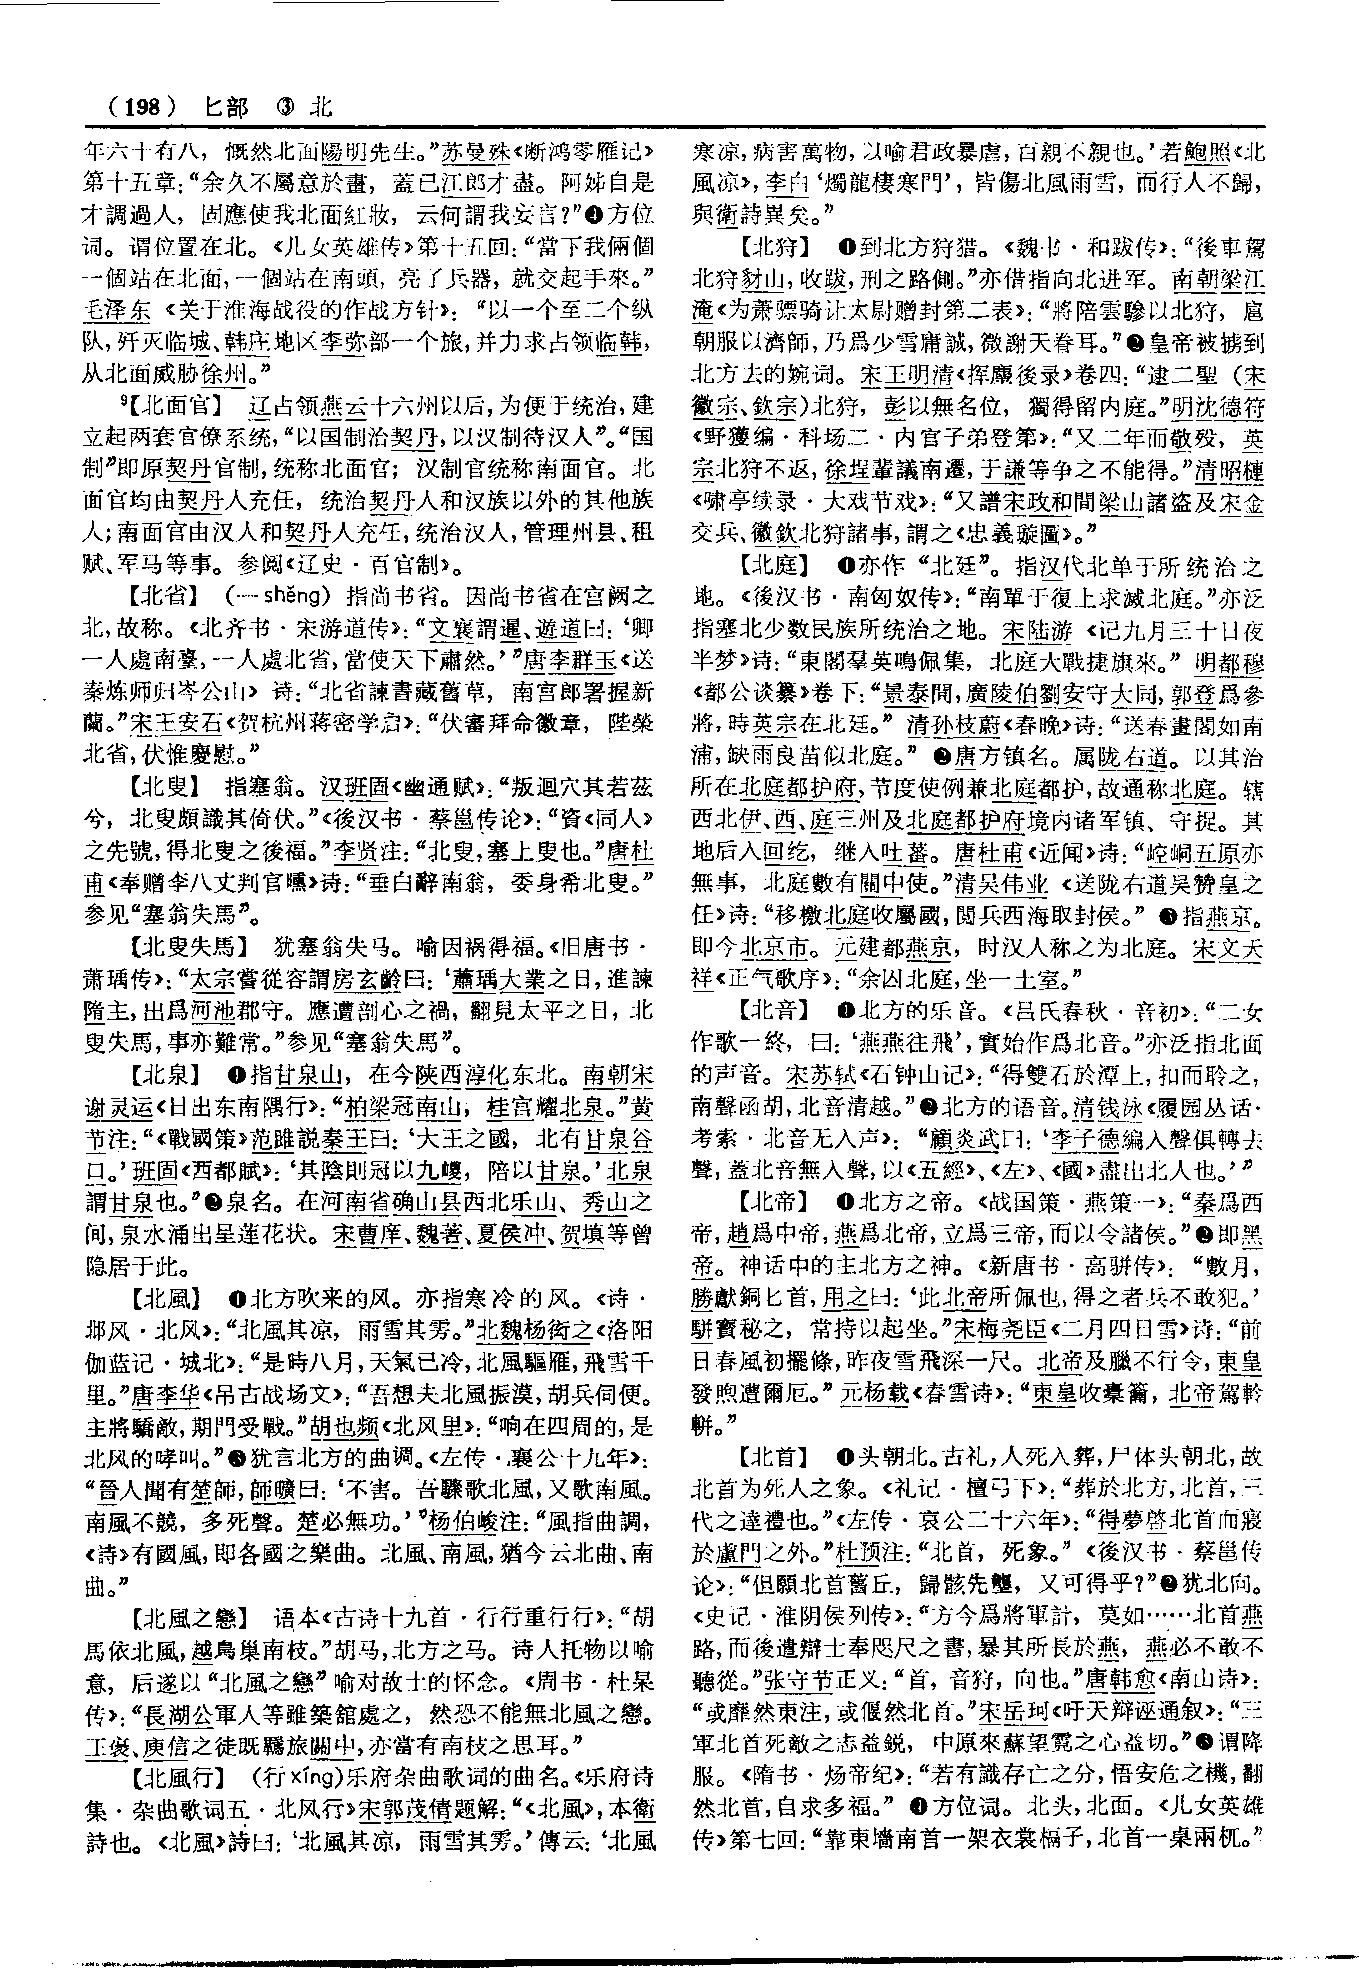 （198） 匕部 ③ 北
年六十有八，慨然北面陽明先生。”苏曼殊《断鸿零雁记》
第十五章：“余久不屬意於畫，蓋已江郎才盡。阿姊自是
才調過人，固應使我北面紅妝，云何謂我妄言？”❹方位
词。谓位置在北。《儿女英雄传》第十五回：“當下我倆個
一個站在北面，一個站在南頭，亮了兵器，就交起手來。”
毛泽东《关于淮海战役的作战方针》：“以一个至二个纵
队，歼灭临城、韩庄地区李弥部一个旅，并力求占领临韩，
从北面威胁徐州。”
⁹【北面官】 辽占领燕云十六州以后，为便于统治，建
立起两套官僚系统，“以国制治契丹，以汉制待汉人”。“国
制”即原契丹官制，统称北面官；汉制官统称南面官。北
面官均由契丹人充任，统治契丹人和汉族以外的其他族
人；南面官由汉人和契丹人充任，统治汉人，管理州县、租
赋、军马等事。参阅《辽史·百官制》。
【北省】 （—shěng）指尚书省。因尚书省在宫阙之
北，故称。《北齐书·宋游道传》：“文襄謂暹、遊道曰：‘卿
一人處南臺，一人處北省，當使天下肅然。’”唐李群玉《送
秦炼师归岑公山》诗：“北省諫書藏舊草，南宫郎署握新
蘭。”宋王安石《贺杭州蒋密学启》：“伏審拜命徽章，陞榮
北省，伏惟慶慰。”
【北叟】 指塞翁。汉班固《幽通赋》：“叛迴穴其若茲
兮，北叟頗識其倚伏。”《後汉书·蔡邕传论》：“資《同人》
之先號，得北叟之後福。”李贤注：“北叟，塞上叟也。”唐杜
甫《奉赠李八丈判官曛》诗：“垂白辭南翁，委身希北叟。”
参见“塞翁失馬”。
【北叟失馬】 犹塞翁失马。喻因祸得福。《旧唐书·
萧瑀传》：“太宗嘗從容謂房玄齡曰：‘蕭瑀大業之日，進諫
隋主，出爲河池郡守。應遭剖心之禍，翻見太平之日，北
叟失馬，事亦難常。”参见“塞翁失馬”。
【北泉】 ❶指甘泉山，在今陕西淳化东北。南朝宋
谢灵运《日出东南隅行》：“柏梁冠南山，桂宫耀北泉。”黄
节注：“《戰國策》范雎説秦王曰：‘大王之國，北有甘泉谷
口。’班固《西都賦》：‘其陰則冠以九嵕，陪以甘泉。’北泉
謂甘泉也。”❷泉名。在河南省确山县西北乐山、秀山之
间，泉水涌出呈莲花状。宋曹庠、魏蓍、夏侯冲、贺填等曾
隐居于此。
【北風】 ❶北方吹来的风。亦指寒冷的风。《诗·
邶风·北风》：“北風其凉，雨雪其雱。”北魏杨衒之《洛阳
伽蓝记·城北》：“是時八月，天氣已冷，北風驅雁，飛雪千
里。”唐李华《吊古战场文》：“吾想夫北風振漠，胡兵伺便。
主將驕敵，期門受戰。”胡也频《北风里》：“响在四周的，是
北风的哮叫。”❷犹言北方的曲调。《左传·襄公十九年》：
“晉人聞有楚師，師曠曰：‘不害。吾驟歌北風，又歌南風。
南風不競，多死聲。楚必無功。’”杨伯峻注：“風指曲調，
《詩》有國風，即各國之樂曲。北風、南風，猶今云北曲、南
曲。”
【北風之戀】 语本《古诗十九首·行行重行行》：“胡
馬依北風，越鳥巢南枝。”胡马，北方之马。诗人托物以喻
意，后遂以“北風之戀”喻对故土的怀念。《周书·杜杲
传》：“長湖公軍人等雖築館處之，然恐不能無北風之戀。
王褒、庾信之徒既羈旅關中，亦當有南枝之思耳。”
【北風行】 （行xíng）乐府杂曲歌词的曲名。《乐府诗
集·杂曲歌词五·北风行》宋郭茂倩题解：“《北風》，本衛
詩也。《北風》詩曰：‘北風其凉，雨雪其雱。’傳云：‘北風
寒凉，病害萬物，以喻君政暴虐，百親不親也。’若鮑照《北
風凉》，李白‘燭龍棲寒門’，皆傷北風雨雪，而行人不歸，
與衛詩異矣。”
【北狩】 ❶到北方狩猎。《魏书·和跋传》：“後車駕
北狩豺山，收跋，刑之路側。”亦借指向北进军。南朝梁江
淹《为萧骠骑让太尉赠封第二表》：“將陪雲驂以北狩，扈
朝服以濟師，乃爲少雪庸誠，微謝天眷耳。”❷皇帝被掳到
北方去的婉词。宋王明清《挥麈後录》卷四：“逮二聖（宋
徽宗、欽宗）北狩，彭以無名位，獨得留内庭。”明沈德符
《野獲编·科场二·内官子弟登第》：“又二年而敬殁，英
宗北狩不返，徐埕輩議南遷，于謙等争之不能得。”清昭槤
《啸亭续录·大戏节戏》：“又譜宋政和間梁山諸盜及宋金
交兵、徽欽北狩諸事，謂之《忠義璇圖》。”
【北庭】 ❶亦作“北廷”。指汉代北单于所统治之
地。《後汉书·南匈奴传》：“南單于復上求滅北庭。”亦泛
指塞北少数民族所统治之地。宋陆游《记九月三十日夜
半梦》诗：“東閣羣英鳴佩集，北庭大戰捷旗來。”明都穆
《都公谈纂》卷下：“景泰間，廣陵伯劉安守大同，郭登爲參
將，時英宗在北廷。”清孙枝蔚《春晚》诗：“送春畫閣如南
浦，缺雨良苗似北庭。”❷唐方镇名。属陇右道。以其治
所在北庭都护府，节度使例兼北庭都护，故通称北庭。辖
西北伊、西、庭三州及北庭都护府境内诸军镇、守捉。其
地后入回纥，继入吐蕃。唐杜甫《近闻》诗：“崆峒五原亦
無事，北庭數有關中使。”清吴伟业《送陇右道吴赞皇之
任》诗：“移檄北庭收屬國，閲兵西海取封侯。”❸指燕京。
即今北京市。元建都燕京，时汉人称之为北庭。宋文天
祥《正气歌序》：“余囚北庭，坐一土室。”
【北音】 ❶北方的乐音。《吕氏春秋·音初》：“二女
作歌一終，曰：‘燕燕往飛’，實始作爲北音。”亦泛指北面
的声音。宋苏轼《石钟山记》：“得雙石於潭上，扣而聆之，
南聲函胡，北音清越。”❷北方的语音。清钱泳《履园丛话·
考索·北音无入声》：“顧炎武曰：‘李子德編入聲俱轉去
聲，蓋北音無入聲，以《五經》、《左》、《國》盡出北人也。’”
【北帝】 ❶北方之帝。《战国策·燕策一》：“秦爲西
帝，趙爲中帝，燕爲北帝，立爲三帝，而以令諸侯。”❷即黑
帝。神话中的主北方之神。《新唐书·高骈传》：“數月，
勝獻銅匕首，用之曰：‘此北帝所佩也，得之者兵不敢犯。’
駢寶秘之，常持以起坐。”宋梅尧臣《二月四日雪》诗：“前
日春風初擺條，昨夜雪飛深一尺。北帝及臘不行令，東皇
發煦遭爾厄。”元杨载《春雪诗》：“東皇收橐籥，北帝駕軨
軿。”
【北首】 ❶头朝北。古礼，人死入葬，尸体头朝北，故
北首为死人之象。《礼记·檀弓下》：“葬於北方，北首，三
代之達禮也。”《左传·哀公二十六年》：“得夢啓北首而寢
於盧門之外。”杜预注：“北首，死象。”《後汉书·蔡邕传
论》：“但願北首舊丘，歸骸先壟，又可得乎？”❷犹北向。
《史记·淮阴侯列传》：“方今爲將軍計，莫如……北首燕
路，而後遣辯士奉咫尺之書，暴其所長於燕，燕必不敢不
聽從。”张守节正义：“首，音狩，向也。”唐韩愈《南山诗》：
“或靡然東注，或偃然北首。”宋岳珂《吁天辩诬通叙》：“三
軍北首死敵之志益鋭，中原來蘇望霓之心益切。”❸谓降
服。《隋书·炀帝纪》：“若有識存亡之分，悟安危之機，翻
然北首，自求多福。”❹方位词。北头，北面。《儿女英雄
传》第七回：“靠東墻南首一架衣裳槅子，北首一桌兩杌。”